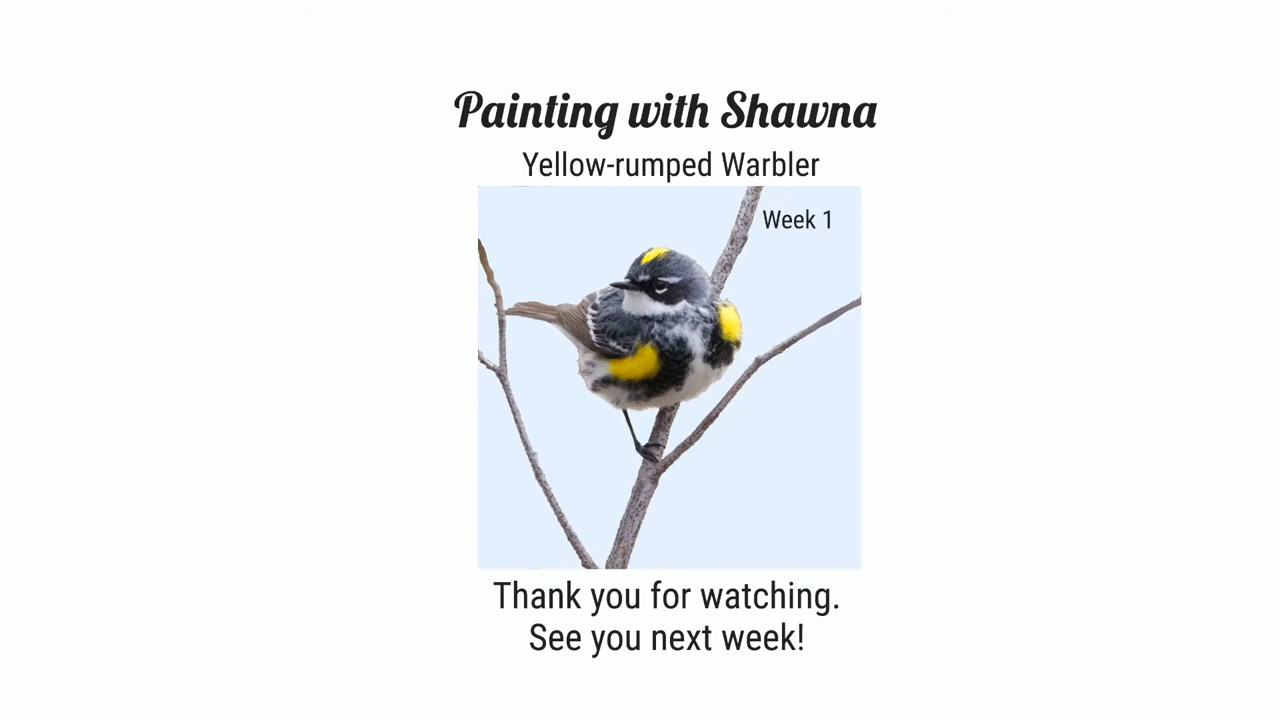 Painting with Shawna
Yellow-rumped Warbler
Week 1
Thank you for watching.
See you next week!